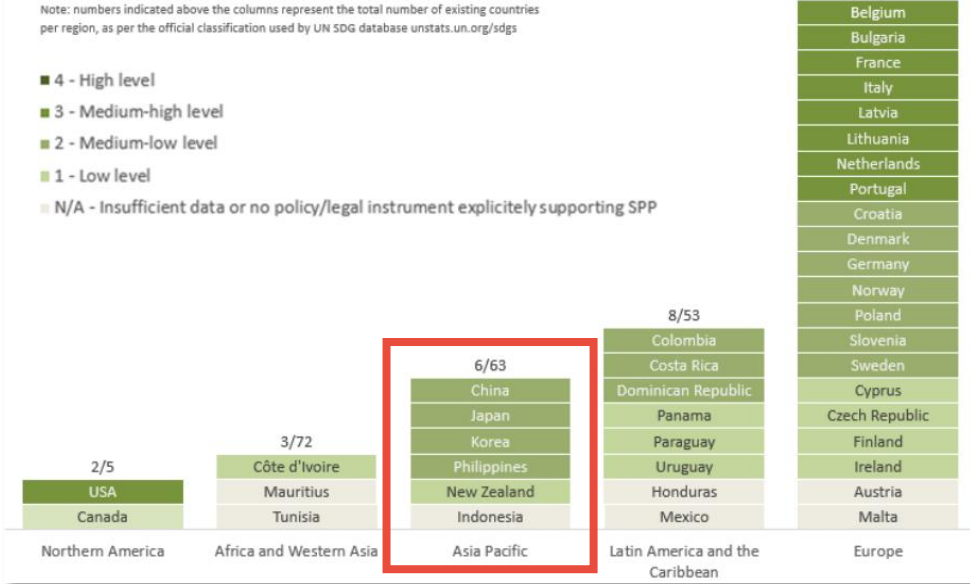 Note: numbers indicated above the columns represent the total number of existing countries
per region, as per the official classification used by UN SDG database unstats.un.org/sdgs
4 - High level
3 - Medium-high level
2 - Medium-low level
1 - Low level
N/A - Insufficient data or no policy/legal instrument explicitely supporting SPP
2/5
USA
Canada
Northern America
3/72
Côte d'Ivoire
Mauritius
Tunisia
Africa and Western Asia
6/63
China
Japan
Korea
Philippines
New Zealand
Indonesia
Asia Pacific
8/53
Colombia
Costa Rica
Dominican Republic
Panama
Paraguay
Uruguay
Honduras
Mexico
Latin America and the
Caribbean
Belgium
Bulgaria
France
Italy
Latvia
Lithuania
Netherlands
Portugal
Croatia
Denmark
Germany
Norway
Poland
Slovenia
Sweden
Cyprus
Czech Republic
Finland
Ireland
Austria
Malta
Europe